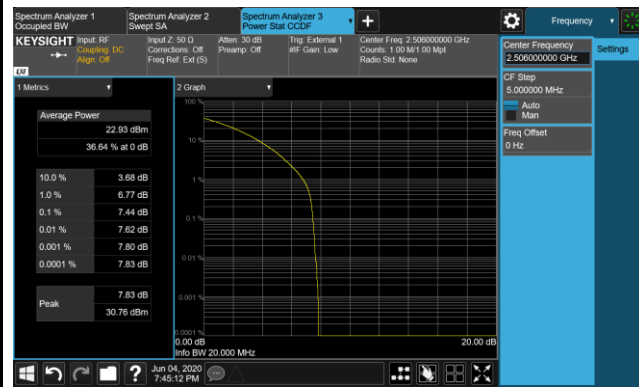 Spectrum Analyzer 1
Occupied BW
Spectrum Analyzer 2
Swept SA
Spectrum Analyzer 3
Power Stat CCDF
Frequency
KEYSIGHT
Input: RF
Coupling: DC
Align: Off
Input Z: 50 Ω
Corrections: Off
Freq Ref: Ext (S)
Atten: 30 dB
Preamp: Off
Trig: External 1
#IF Gain: Low
Center Freq: 2.506000000 GHz
Counts: 1.00 M/1.00 Mpt
Radio Std: None
LXI
Center Frequency
2.506000000 GHz
Settings
CF Step
5.000000 MHz
Auto
Man
Freq Offset
0 Hz
1 Metrics
Average Power
22.93 dBm
36.64 % at 0 dB
10.0 % 3.68 dB
1.0 % 6.77 dB
0.1 % 7.44 dB
0.01 % 7.62 dB
0.001 % 7.80 dB
0.0001 % 7.83 dB
Peak
7.83 dB
30.76 dBm
2 Graph
100 %
10 %
1 %
0.1 %
0.01 %
0.001 %
0.0001 %
0.00 dB
20.00 dB
Info BW 20.000 MHz
?
Jun 04, 2020
7:45:12 PM